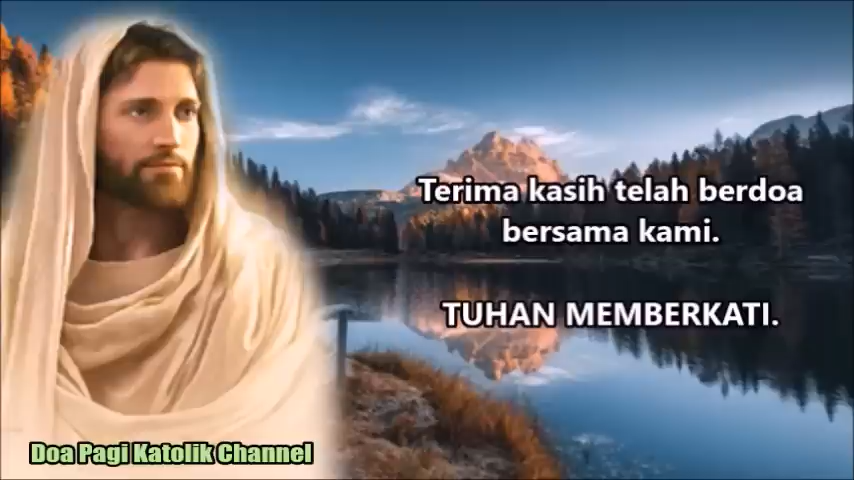 Terima kasih telah berdoa
bersama kami.
TUHAN MEMBERKATI.
Doa Pagi Katolik Channel